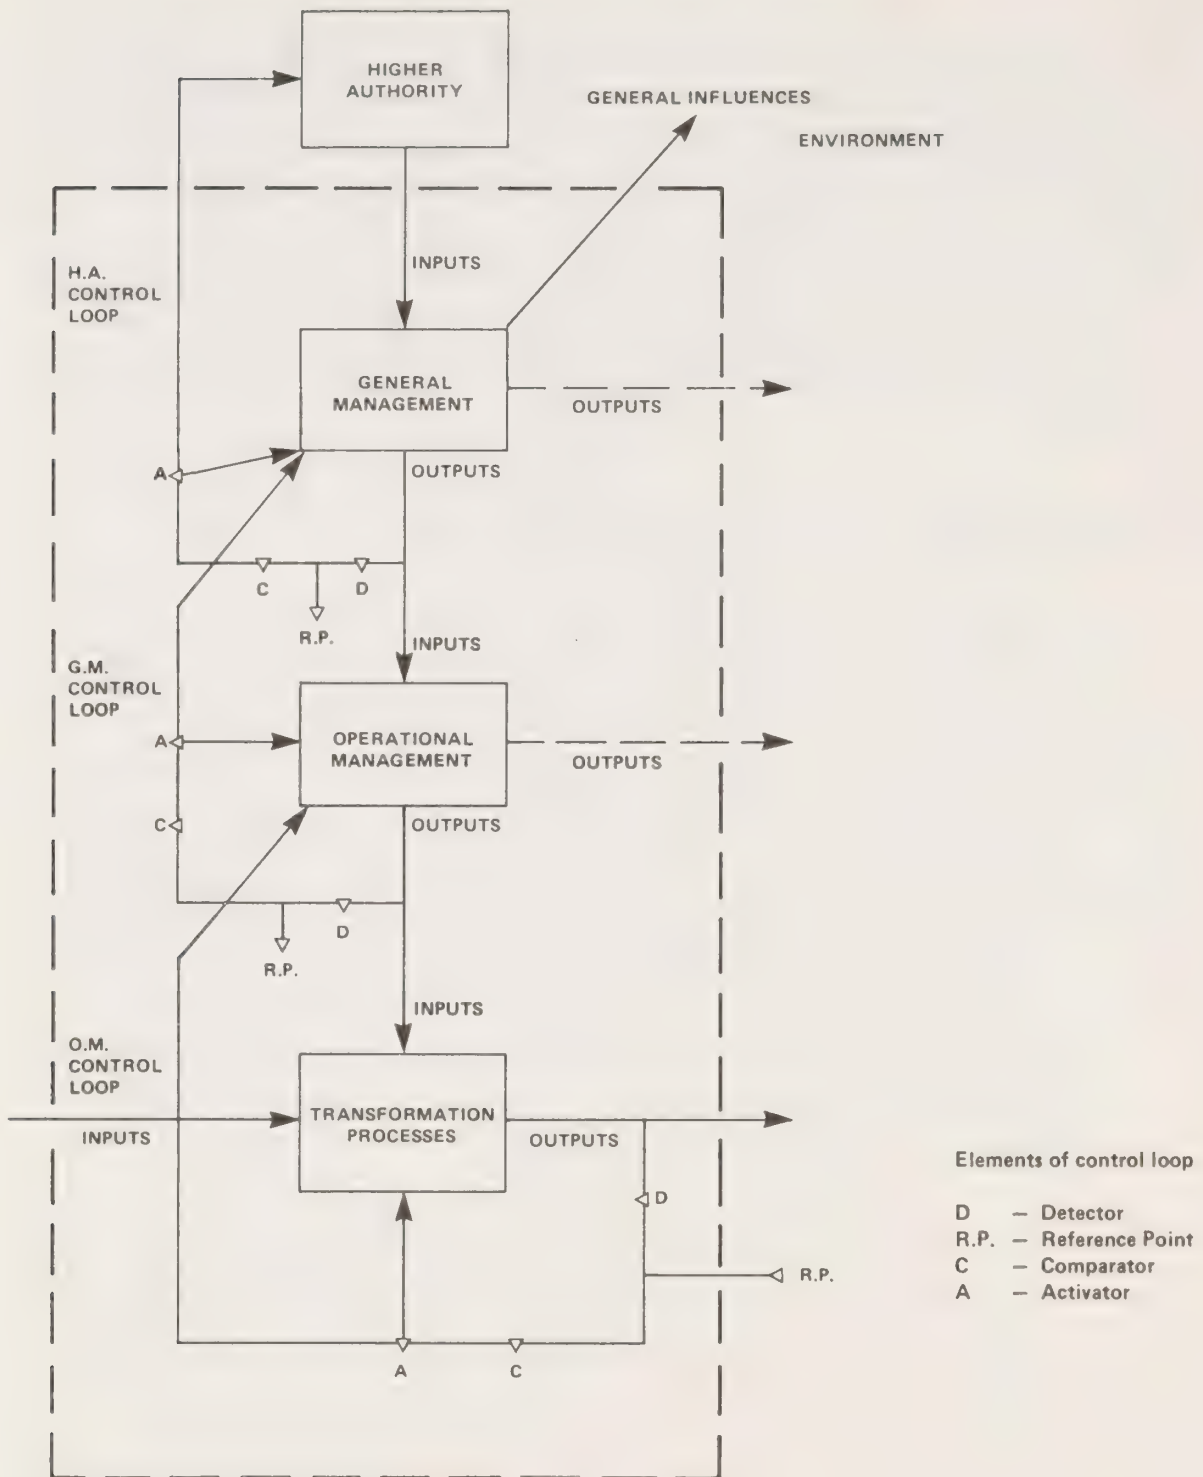 HIGHER
AUTHORITY
GENERAL INFLUENCES
ENVIRONMENT
INPUTS
H.A.
CONTROL
LOOP
GENERAL
MANAGEMENT
OUTPUTS
OUTPUTS
A
C
D
R.P.
INPUTS
G.M.
CONTROL
LOOP
A
OPERATIONAL
MANAGEMENT
OUTPUTS
OUTPUTS
C
D
R.P.
INPUTS
O.M.
CONTROL
LOOP
TRANSFORMATION
PROCESSES
INPUTS
OUTPUTS
D
R.P.
A
C
Elements of control loop
D – Detector
R.P. – Reference Point
C – Comparator
A – Activator